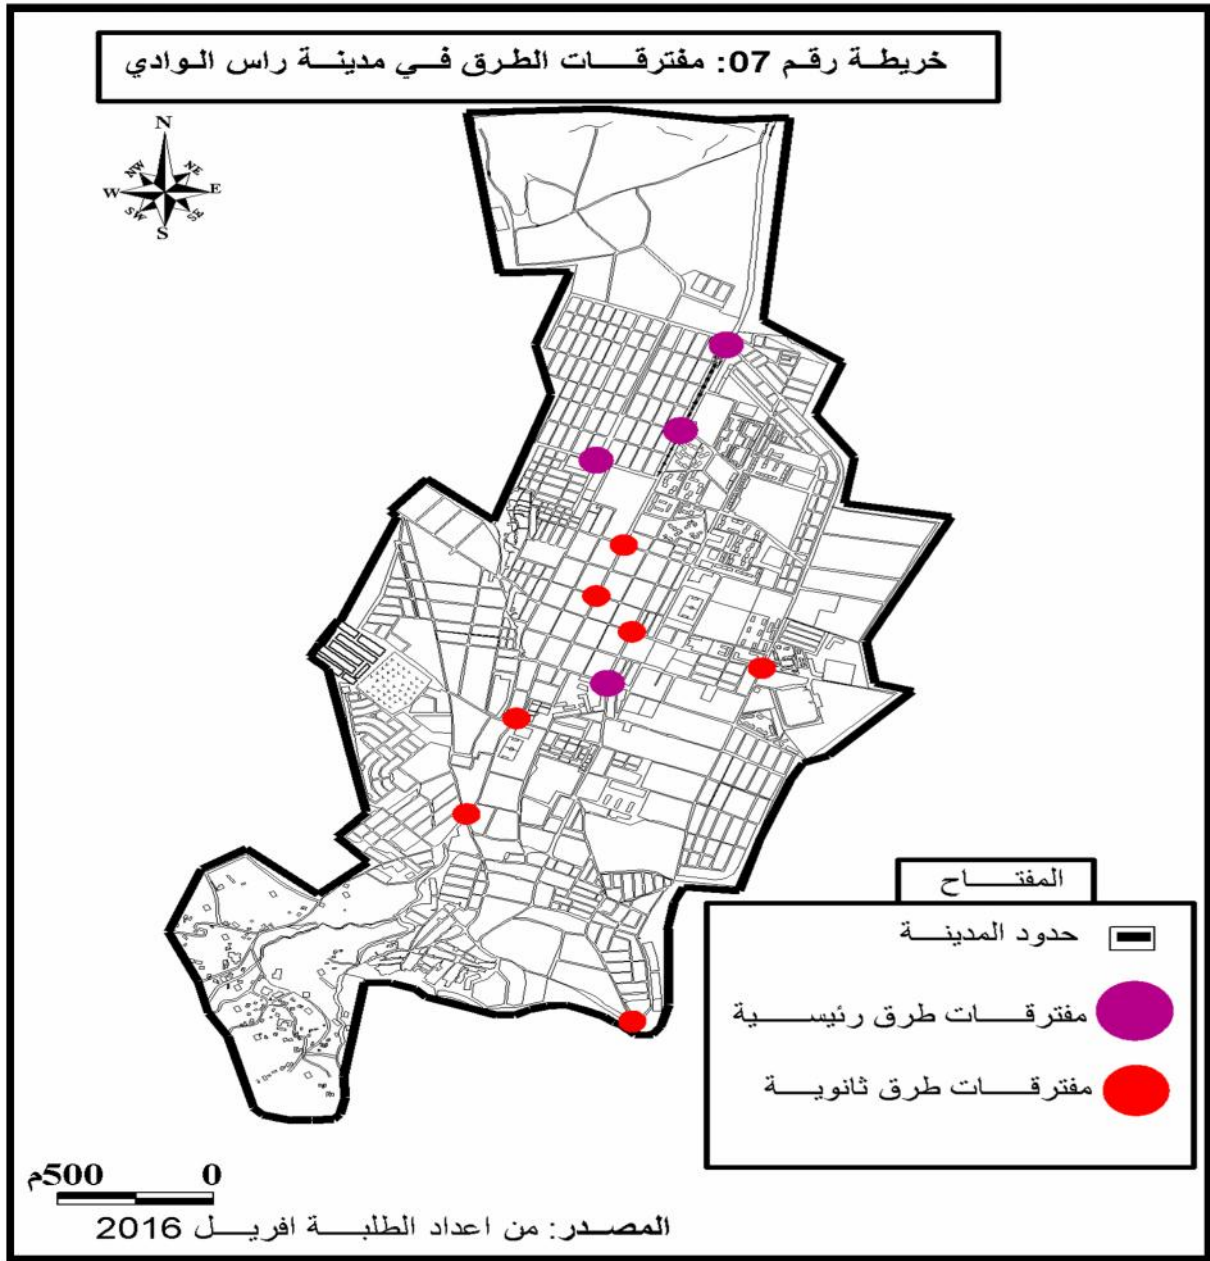 خريطة رقم 07: مفترقات الطرق في مدينة راس الوادي
N
NW NE
W E
SW SE
S
المفتاح
حدود المدينة
مفترقات طرق رئيسية
مفترقات طرق ثانوية
500م 0
المصدر: من اعداد الطلبة افريل 2016